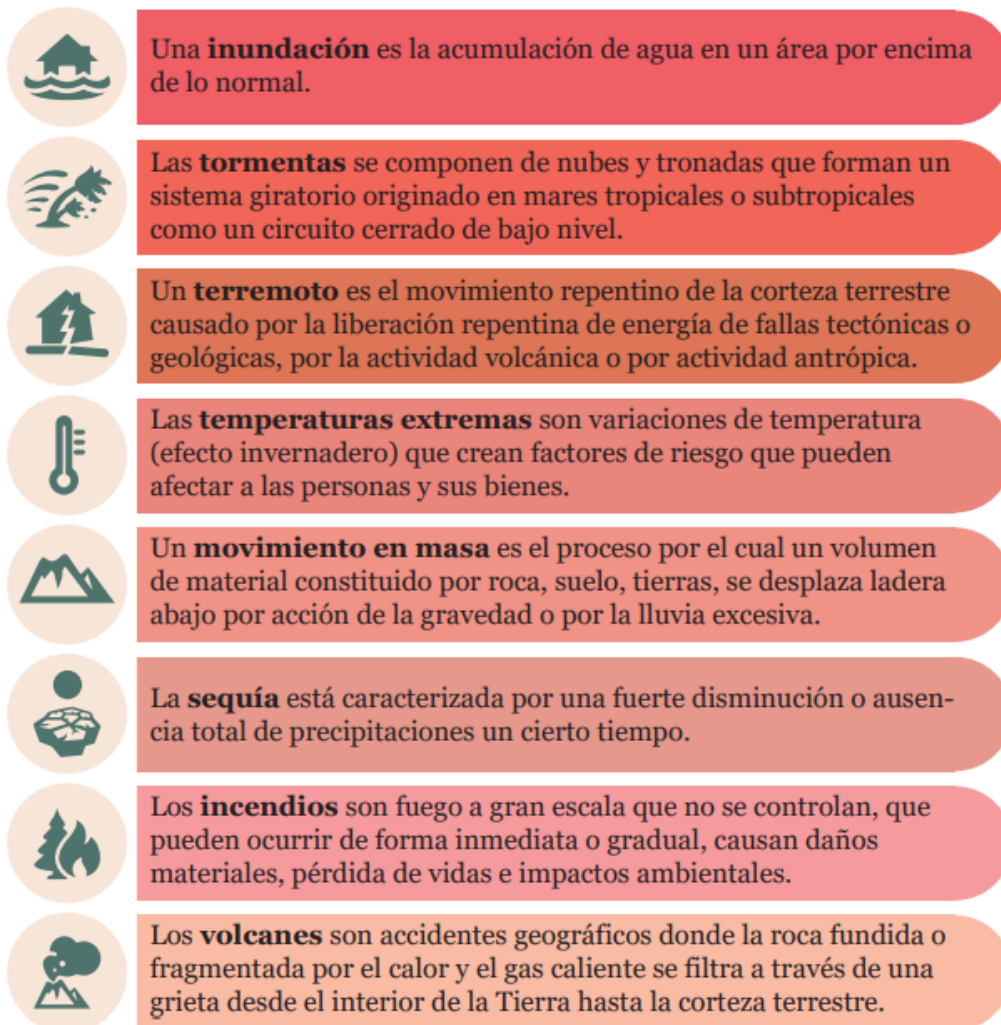 Una inundación es la acumulación de agua en un área por encima
de lo normal.
Las tormentas se componen de nubes y tronadas que forman un
sistema giratorio originado en mares tropicales o subtropicales
como un circuito cerrado de bajo nivel.
Un terremoto es el movimiento repentino de la corteza terrestre
causado por la liberación repentina de energía de fallas tectónicas o
geológicas, por la actividad volcánica o por actividad antrópica.
Las temperaturas extremas son variaciones de temperatura
(efecto invernadero) que crean factores de riesgo que pueden
afectar a las personas y sus bienes.
Un movimiento en masa es el proceso por el cual un volumen
de material constituido por roca, suelo, tierras, se desplaza ladera
abajo por acción de la gravedad o por la lluvia excesiva.
La sequía está caracterizada por una fuerte disminución o ausen-
cia total de precipitaciones un cierto tiempo.
Los incendios son fuego a gran escala que no se controlan, que
pueden ocurrir de forma inmediata o gradual, causan daños
materiales, pérdida de vidas e impactos ambientales.
Los volcanes son accidentes geográficos donde la roca fundida o
fragmentada por el calor y el gas caliente se filtra a través de una
grieta desde el interior de la Tierra hasta la corteza terrestre.